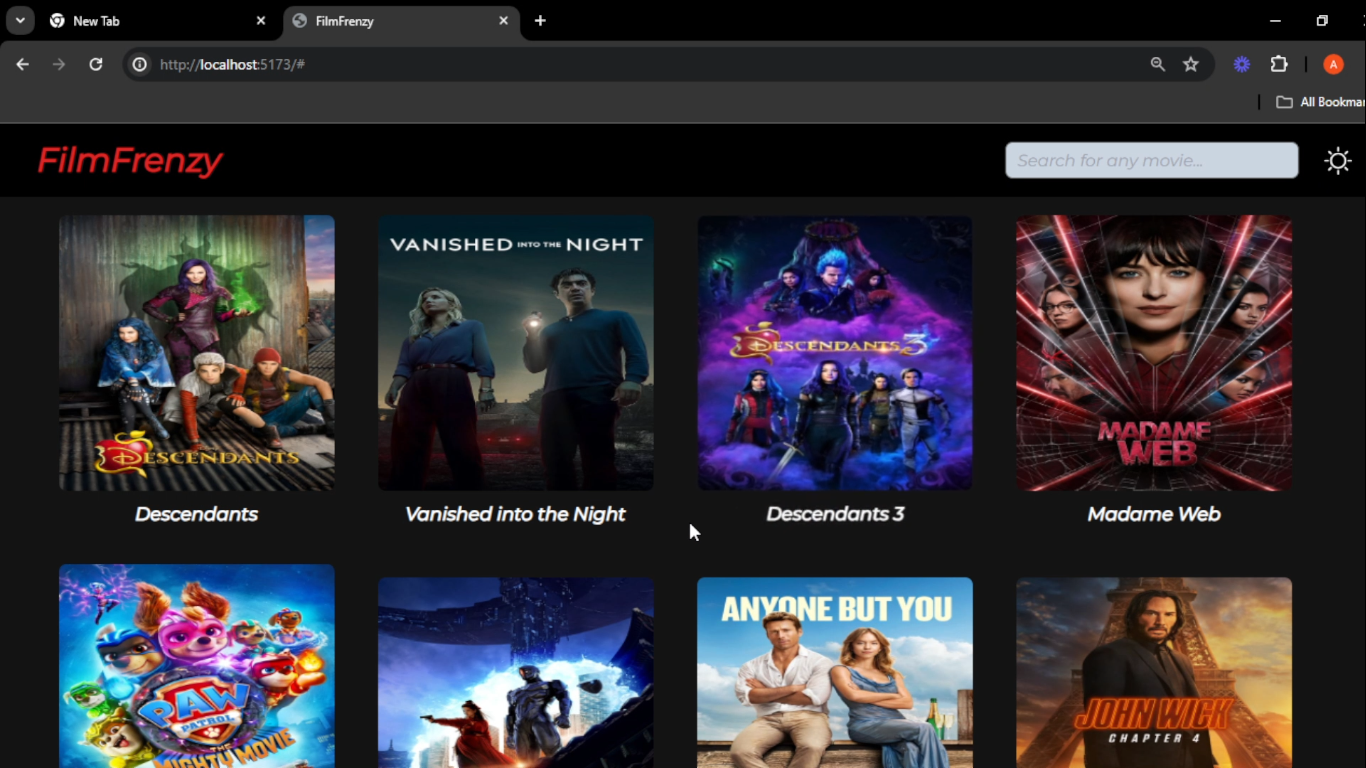 New Tab
FilmFrenzy
http://localhost:5173/#
A
All Bookmar
FilmFrenzy
Search for any movie...
DESCENDANTS
VANISHED INTO THE NIGHT
DESCENDANTS 3
MADAME
WEB
Descendants
Vanished into the Night
Descendants 3
Madame Web
PAW
PATROL
THE
MIGHTY MOVIE
ANYONE BUT YOU
JOHN WICK
CHAPTER 4